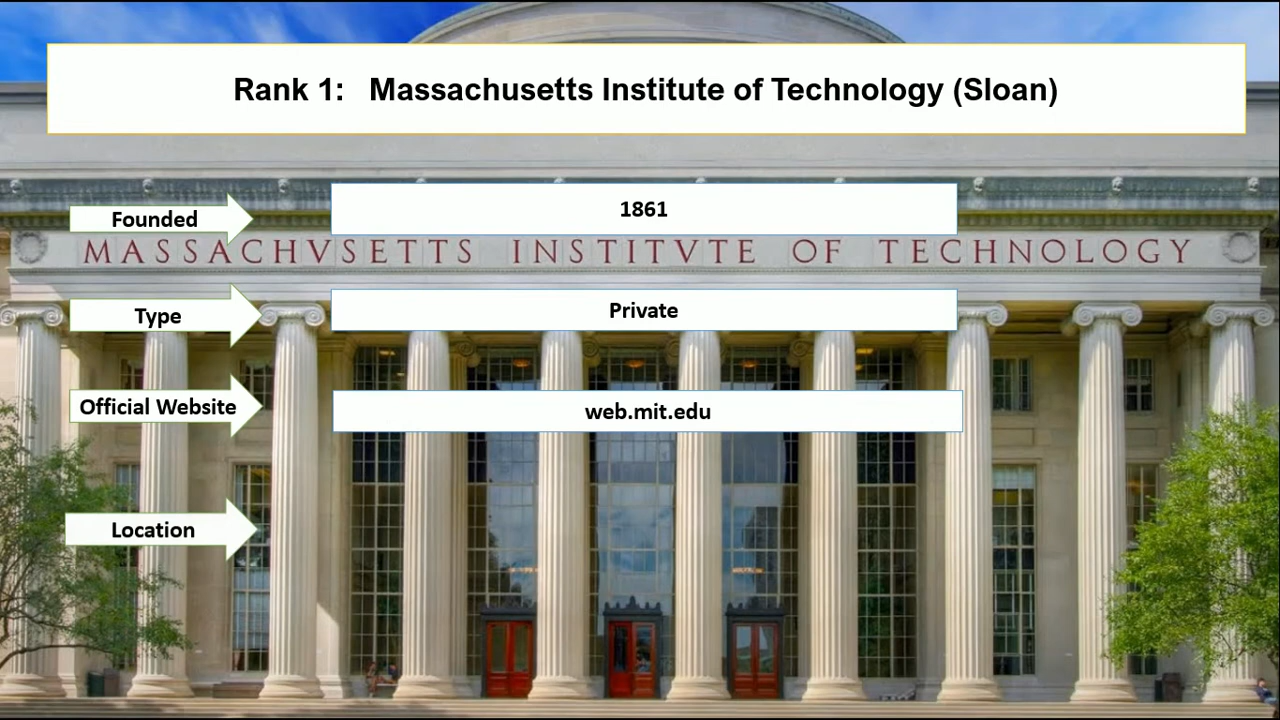 Rank 1: Massachusetts Institute of Technology (Sloan)
Founded
1861
MASSACHVSETTS INSTITVTE OF TECHNOLOGY
Type
Private
Official Website
web.mit.edu
Location